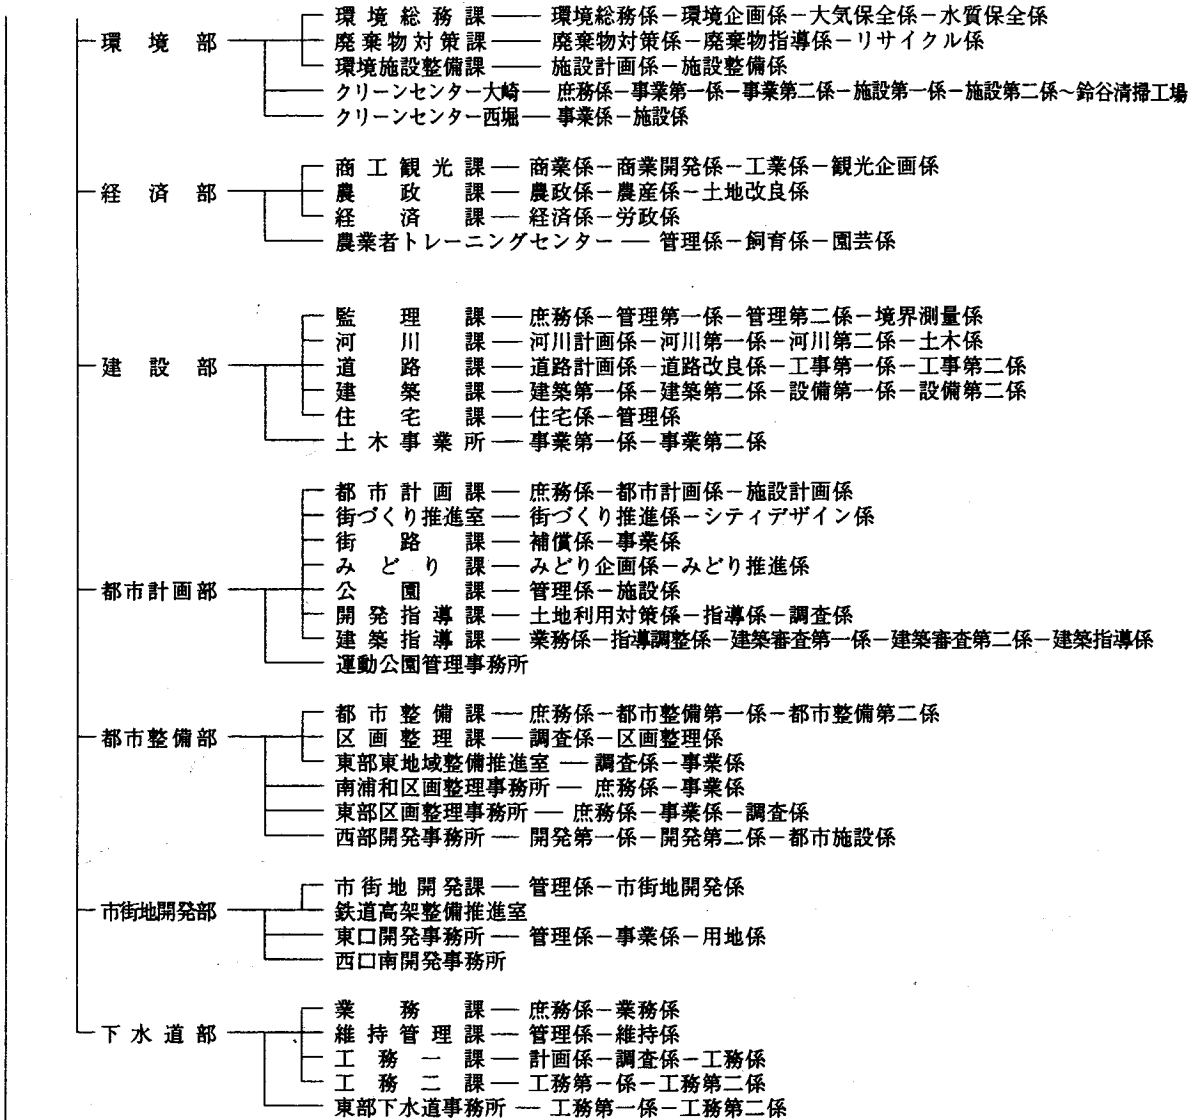 環境総務課 ― 環境総務係－環境企画係－大気保全係－水質保全係
環境部 廃棄物対策課 ― 廃棄物対策係－廃棄物指導係－リサイクル係
環境施設整備課 ― 施設計画係－施設整備係
クリーンセンター大崎 ― 庶務係－事業第一係－事業第二係－施設第一係－施設第二係～鈴谷清掃工場
クリーンセンター西堀 ― 事業係－施設係
商工観光課 ― 商業係－商業開発係－工業係－観光企画係
経済部 農政課 ― 農政係－農産係－土地改良係
経済課 ― 経済係－労政係
農業者トレーニングセンター ― 管理係－飼育係－園芸係
監理課 ― 庶務係－管理第一係－管理第二係－境界測量係
河川課 ― 河川計画係－河川第一係－河川第二係－土木係
建設部 道路課 ― 道路計画係－道路改良係－工事第一係－工事第二係
建築課 ― 建築第一係－建築第二係－設備第一係－設備第二係
住宅課 ― 住宅係－管理係
土木事業所 ― 事業第一係－事業第二係
都市計画課 ― 庶務係－都市計画係－施設計画係
街づくり推進室 ― 街づくり推進係－シティデザイン係
街路課 ― 補償係－事業係
みどり課 ― みどり企画係－みどり推進係
都市計画部 公園課 ― 管理係－施設係
開発指導課 ― 土地利用対策係－指導係－調査係
建築指導課 ― 業務係－指導調整係－建築審査第一係－建築審査第二係－建築指導係
運動公園管理事務所
都市整備課 ― 庶務係－都市整備第一係－都市整備第二係
都市整備部 区画整理課 ― 調査係－区画整理係
東部東地域整備推進室 ― 調査係－事業係
南浦和区画整理事務所 ― 庶務係－事業係
東部区画整理事務所 ― 庶務係－事業係－調査係
西部開発事務所 ― 開発第一係－開発第二係－都市施設係
市街地開発課 ― 管理係－市街地開発係
市街地開発部 鉄道高架整備推進室
東口開発事務所 ― 管理係－事業係－用地係
西口南開発事務所
業務課 ― 庶務係－業務係
下水道部 維持管理課 ― 管理係－維持係
工務一課 ― 計画係－調査係－工務係
工務二課 ― 工務第一係－工務第二係
東部下水道事務所 ― 工務第一係－工務第二係